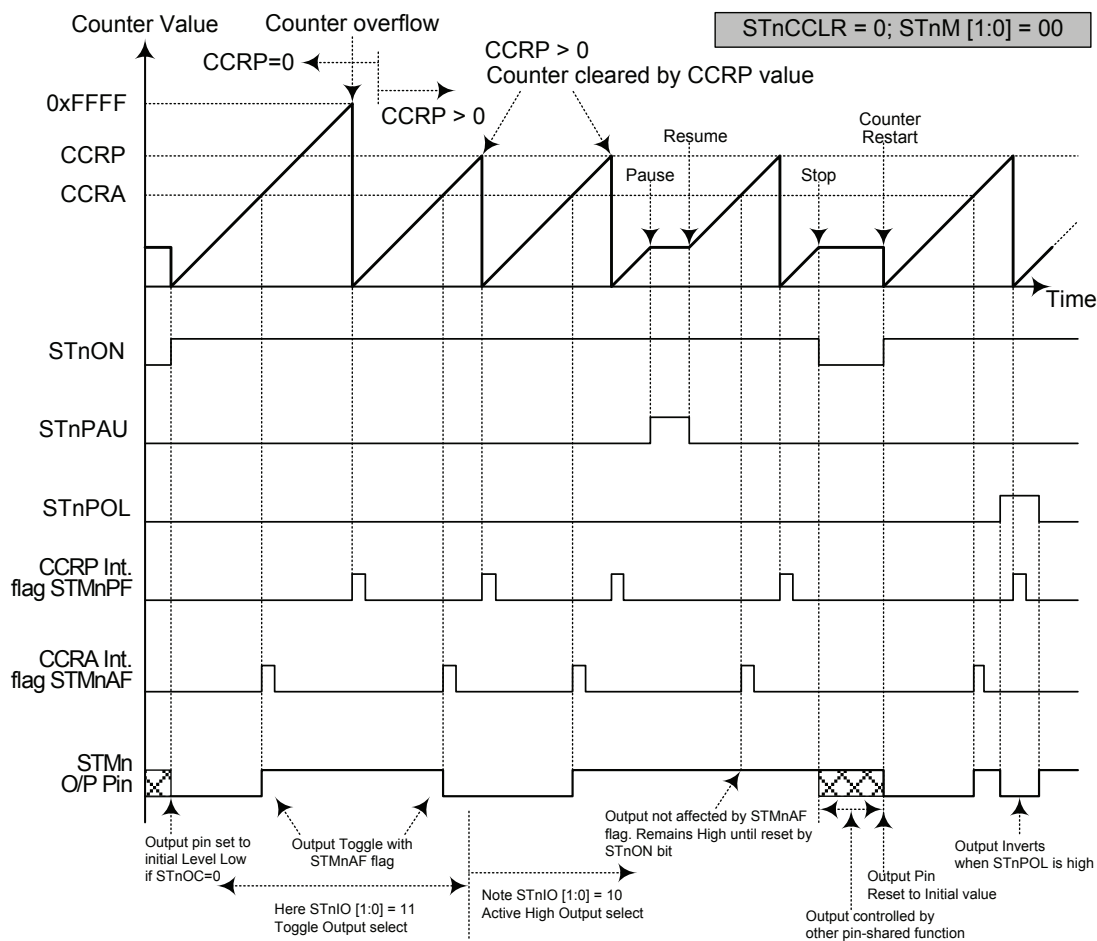 Counter Value
Counter overflow
STnCCLR = 0; STnM [1:0] = 00
CCRP=0
CCRP > 0
CCRP > 0
Counter cleared by CCRP value
0xFFFF
CCRP
CCRA
Pause
Resume
Stop
Counter
Restart
Time
STnON
STnPAU
STnPOL
CCRP Int.
flag STMnPF
CCRA Int.
flag STMnAF
STMn
O/P Pin
Output pin set to
initial Level Low
if STnOC=0
Output Toggle with
STMnAF flag
Output not affected by STMnAF
flag. Remains High until reset by
STnON bit
Output Inverts
when STnPOL is high
Here STnIO [1:0] = 11
Toggle Output select
Note STnIO [1:0] = 10
Active High Output select
Output Pin
Reset to Initial value
Output controlled by
other pin-shared function